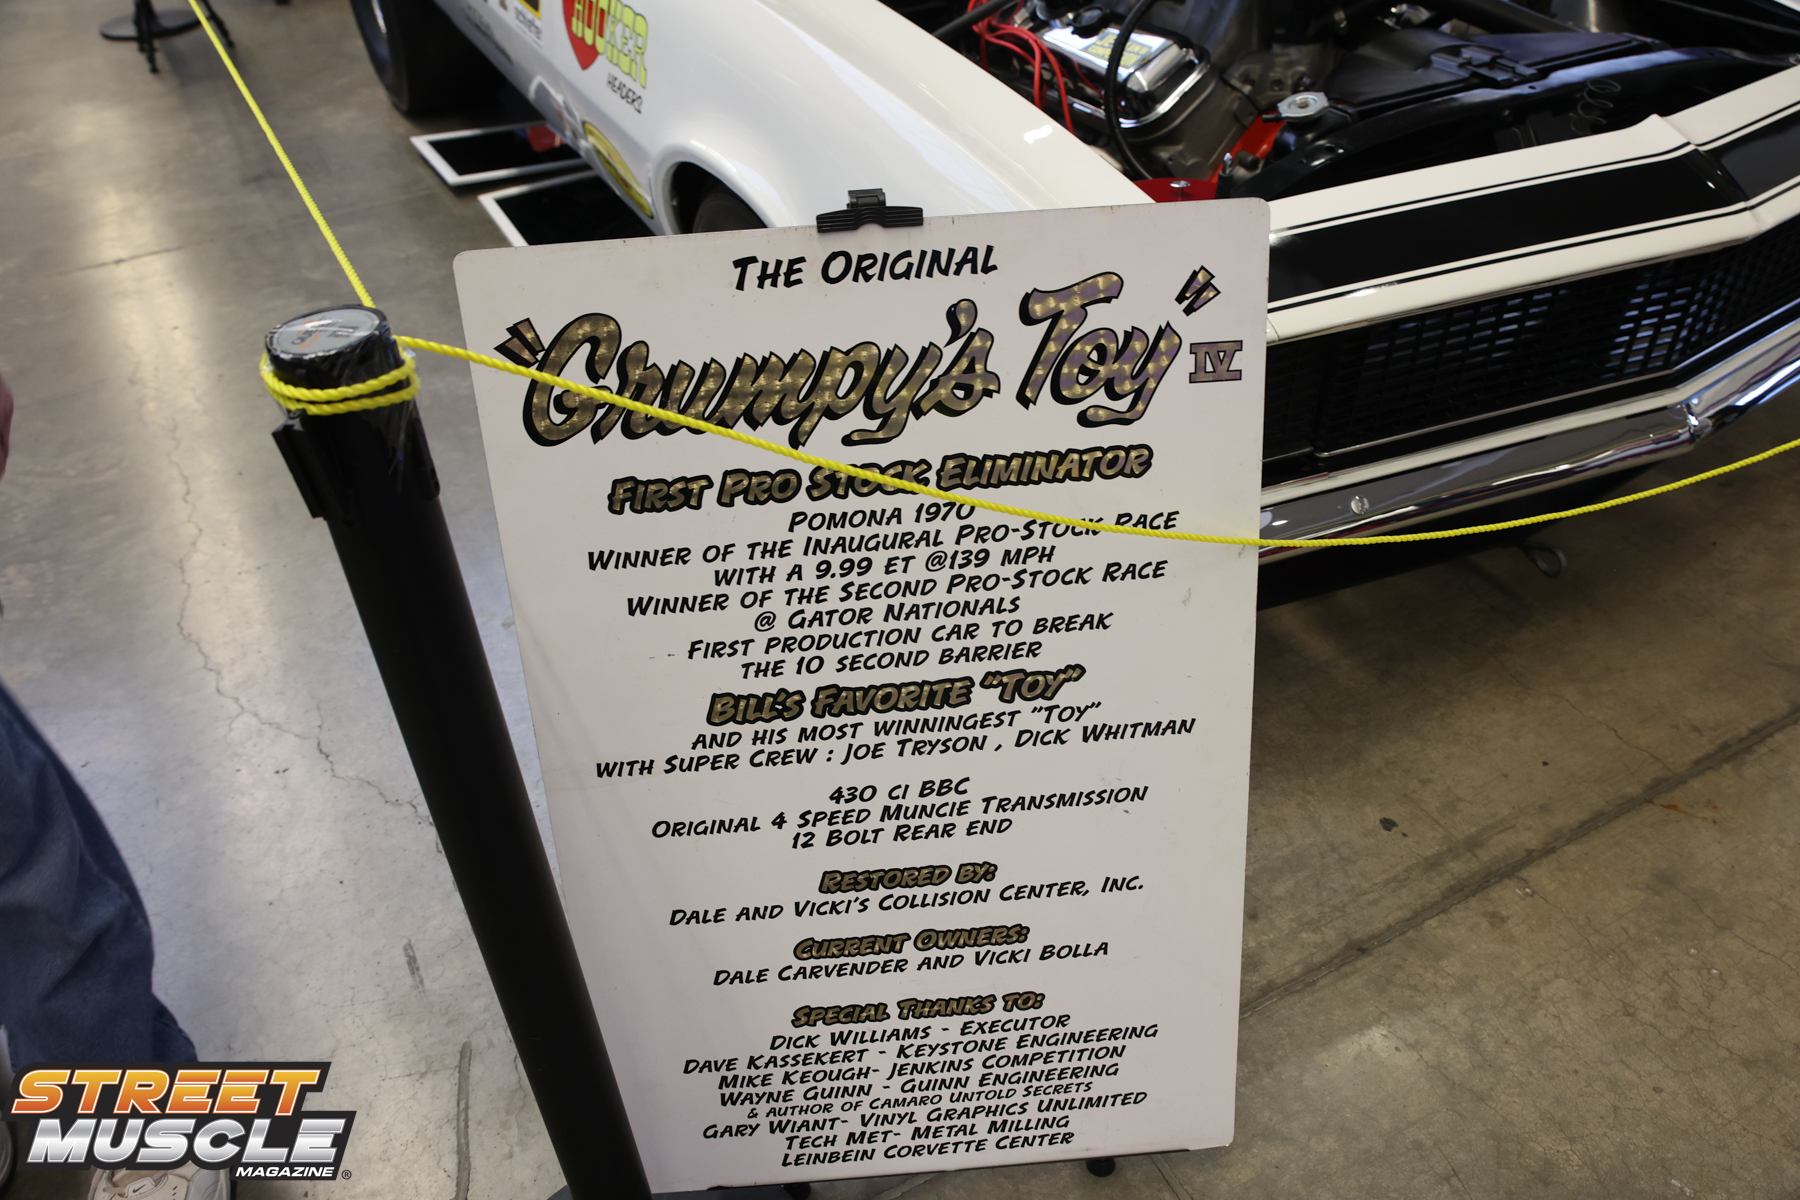 HOOKER
HEADERS
THE ORIGINAL
"Grumpy's Toy" IV
FIRST PRO STOCK ELIMINATOR
POMONA 1970
WINNER OF THE INAUGURAL PRO-STOCK RACE
WITH A 9.99 ET @139 MPH
WINNER OF THE SECOND PRO-STOCK RACE
@ GATOR NATIONALS
FIRST PRODUCTION CAR TO BREAK
THE 10 SECOND BARRIER
BILL'S FAVORITE "TOY"
AND HIS MOST WINNINGEST "TOY"
WITH SUPER CREW : JOE TRYSON , DICK WHITMAN
430 CI BBC
ORIGINAL 4 SPEED MUNCIE TRANSMISSION
12 BOLT REAR END
RESTORED BY:
DALE AND VICKI'S COLLISION CENTER, INC.
CURRENT OWNERS:
DALE CARVENDER AND VICKI BOLLA
SPECIAL THANKS TO:
DICK WILLIAMS - EXECUTOR
DAVE KASSEKERT - KEYSTONE ENGINEERING
MIKE KEOUGH- JENKINS COMPETITION
WAYNE GUINN - GUINN ENGINEERING
& AUTHOR OF CAMARO UNTOLD SECRETS
GARY WIANT- VINYL GRAPHICS UNLIMITED
TECH MET- METAL MILLING
LEINBEIN CORVETTE CENTER
STREET
MUSCLE
MAGAZINE®